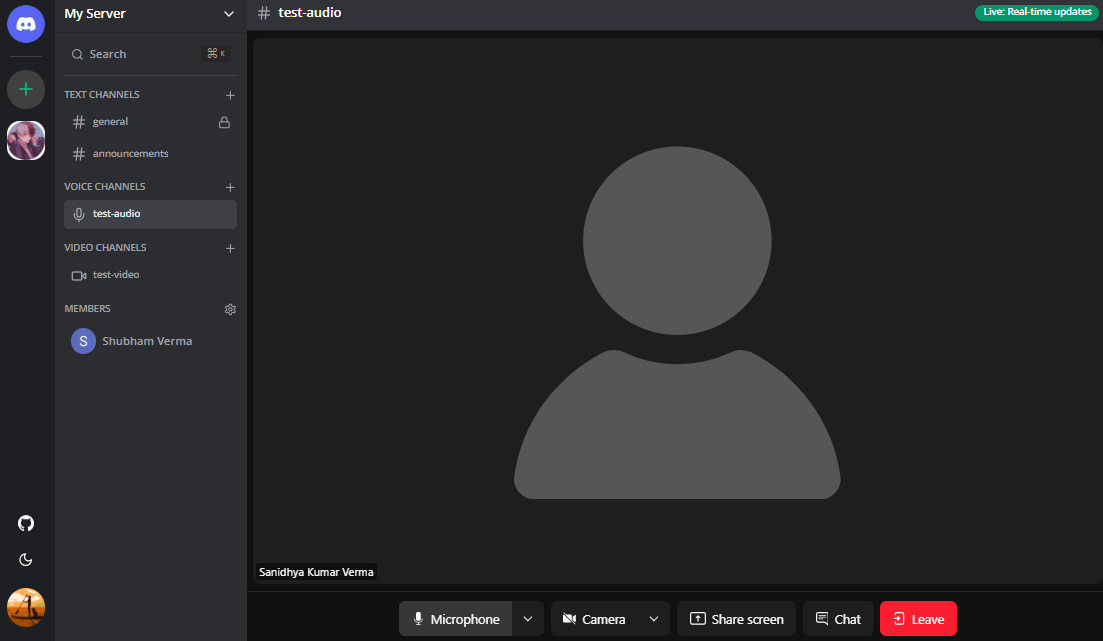 My Server
Search
⌘ K
TEXT CHANNELS
general
announcements
VOICE CHANNELS
test-audio
VIDEO CHANNELS
test-video
MEMBERS
S
Shubham Verma
# test-audio
Live: Real-time updates
Sanidhya Kumar Verma
Microphone
Camera
Share screen
Chat
Leave